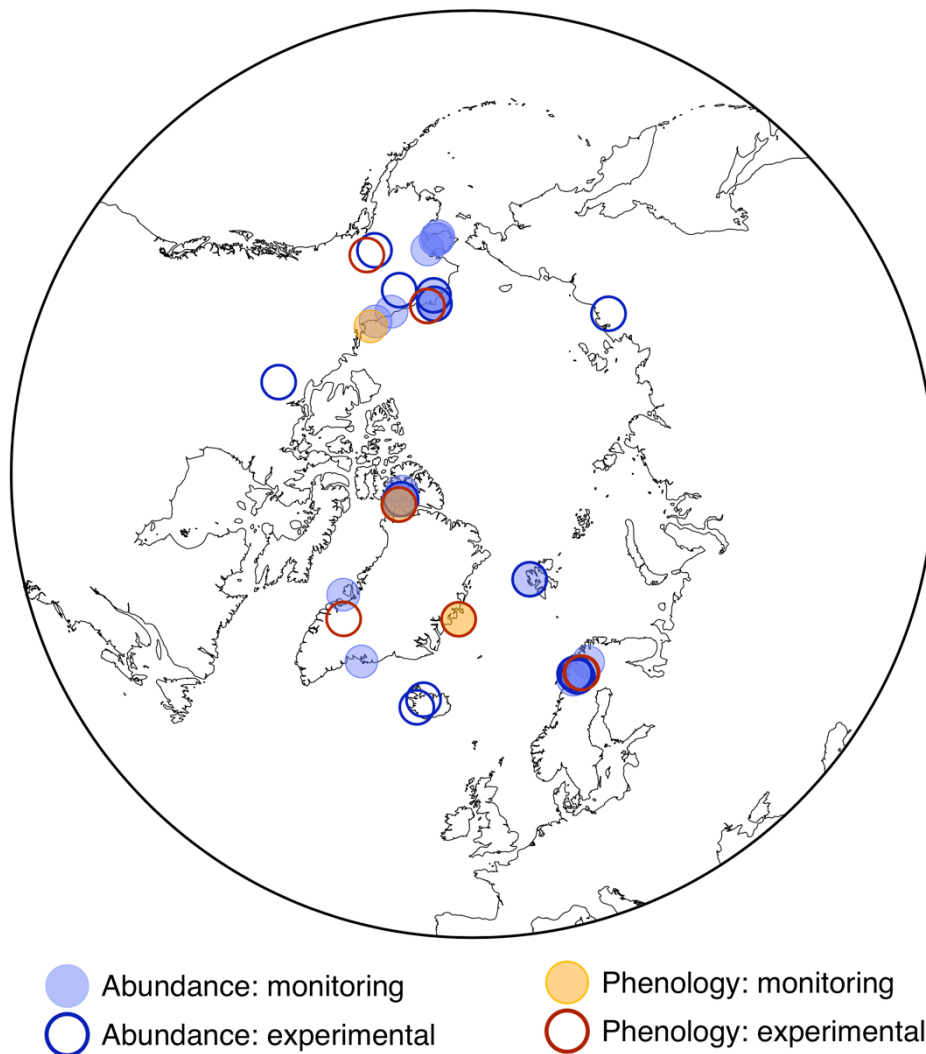 Abundance: monitoring
Phenology: monitoring
Abundance: experimental
Phenology: experimental